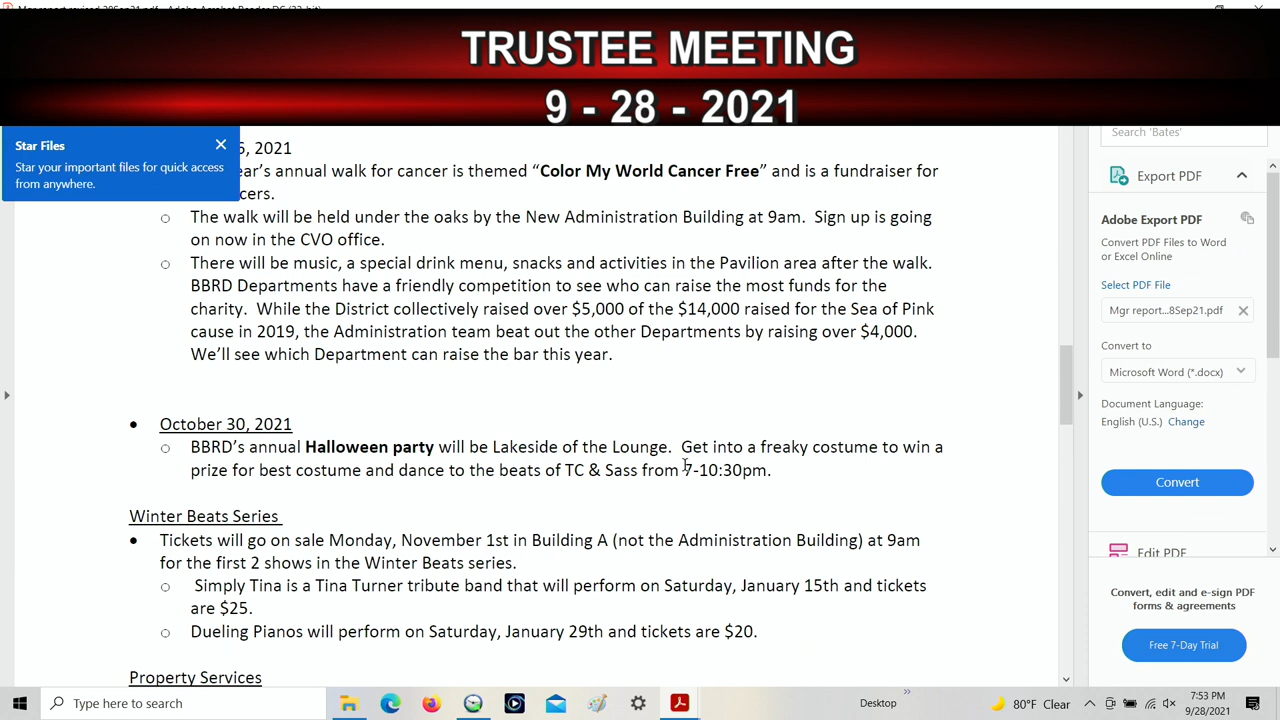 TRUSTEE MEETING
9 - 28 - 2021
Star Files
Star your important files for quick access
from anywhere.
5, 2021
ear's annual walk for cancer is themed “Color My World Cancer Free” and is a fundraiser for
cers.
○ The walk will be held under the oaks by the New Administration Building at 9am. Sign up is going
on now in the CVO office.
○ There will be music, a special drink menu, snacks and activities in the Pavilion area after the walk.
BBRD Departments have a friendly competition to see who can raise the most funds for the
charity. While the District collectively raised over $5,000 of the $14,000 raised for the Sea of Pink
cause in 2019, the Administration team beat out the other Departments by raising over $4,000.
We'll see which Department can raise the bar this year.
• October 30, 2021
○ BBRD's annual Halloween party will be Lakeside of the Lounge. Get into a freaky costume to win a
prize for best costume and dance to the beats of TC & Sass from 7-10:30pm.
Winter Beats Series
• Tickets will go on sale Monday, November 1st in Building A (not the Administration Building) at 9am
for the first 2 shows in the Winter Beats series.
○ Simply Tina is a Tina Turner tribute band that will perform on Saturday, January 15th and tickets
are $25.
○ Dueling Pianos will perform on Saturday, January 29th and tickets are $20.
Property Services
Search 'Bates'
Export PDF
Adobe Export PDF
Convert PDF Files to Word
or Excel Online
Select PDF File
Mgr report...8Sep21.pdf
Convert to
Microsoft Word (*.docx)
Document Language:
English (U.S.) Change
Convert
Edit PDF
Convert, edit and e-sign PDF
forms & agreements
Free 7-Day Trial
Type here to search
Desktop
80°F Clear
7:53 PM
9/28/2021